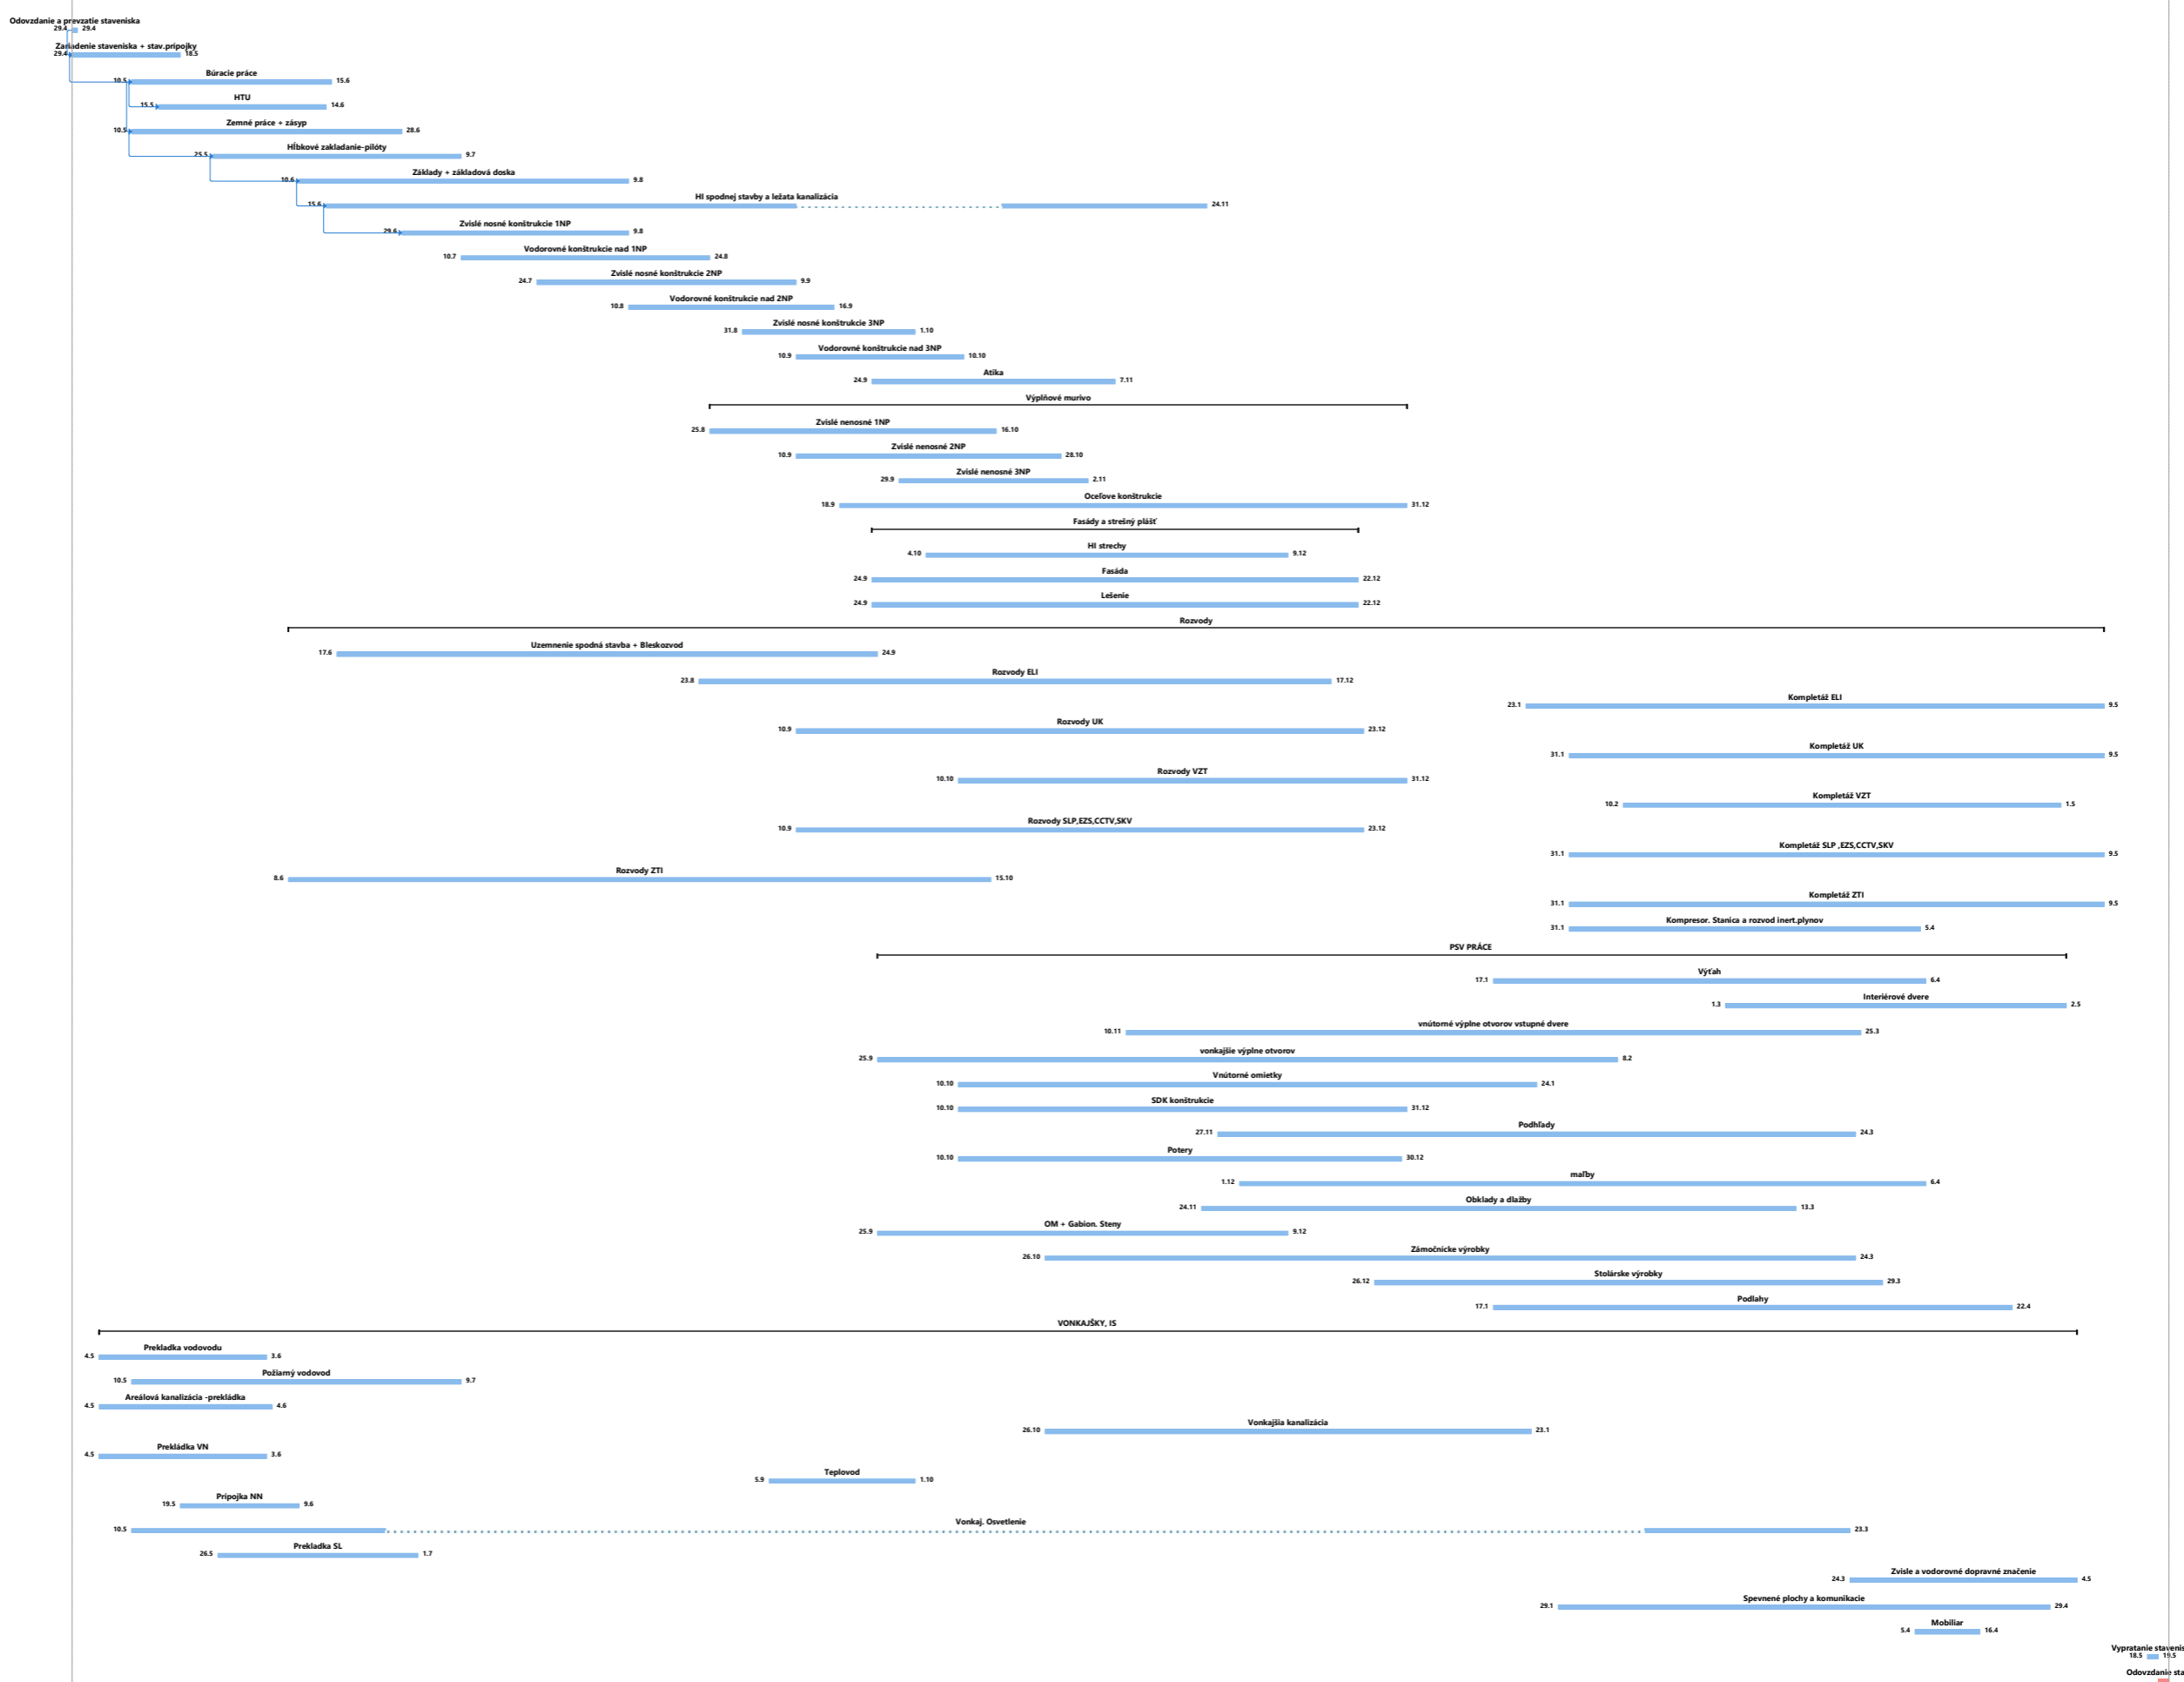 Odovzdanie a prevzatie staveniska
29.4 29.4
Zariadenie staveniska + stav.prípojky
29.4 18.5
Búracie práce
10.5 15.6
HTU
15.5 14.6
Zemné práce + zásyp
10.5 28.6
Hĺbkové zakladanie-pilóty
25.5 9.7
Základy + základová doska
10.6 9.8
HI spodnej stavby a ležata kanalizácia
15.6 24.11
Zvislé nosné konštrukcie 1NP
29.6 9.8
Vodorovné konštrukcie nad 1NP
10.7 24.8
Zvislé nosné konštrukcie 2NP
24.7 9.9
Vodorovné konštrukcie nad 2NP
10.8 16.9
Zvislé nosné konštrukcie 3NP
31.8 1.10
Vodorovné konštrukcie nad 3NP
10.9 10.10
Atika
24.9 7.11
Výplňové murivo
Zvislé nenosné 1NP
25.8 16.10
Zvislé nenosné 2NP
10.9 28.10
Zvislé nenosné 3NP
29.9 2.11
Oceľove konštrukcie
18.9 31.12
Fasády a strešný plášť
HI strechy
4.10 9.12
Fasáda
24.9 22.12
Lešenie
24.9 22.12
Rozvody
Uzemnenie spodná stavba + Bleskozvod
17.6 24.9
Rozvody ELI
23.8 17.12
Kompletáž ELI
23.1 9.5
Rozvody UK
10.9 23.12
Kompletáž UK
31.1 9.5
Rozvody VZT
10.10 31.12
Kompletáž VZT
10.2 1.5
Rozvody SLP,EZS,CCTV,SKV
10.9 23.12
Kompletáž SLP ,EZS,CCTV,SKV
31.1 9.5
Rozvody ZTI
8.6 15.10
Kompletáž ZTI
31.1 9.5
Kompresor. Stanica a rozvod inert.plynov
31.1 5.4
PSV PRÁCE
Výťah
17.1 6.4
Interiérové dvere
1.3 2.5
vnútorné výplne otvorov vstupné dvere
10.11 25.3
vonkajšie výplne otvorov
25.9 8.2
Vnútorné omietky
10.10 24.1
SDK konštrukcie
10.10 31.12
Podhľady
27.11 24.3
Potery
10.10 30.12
maľby
1.12 6.4
Obklady a dlažby
24.11 13.3
OM + Gabion. Steny
25.9 9.12
Zámočnícke výrobky
26.10 24.3
Stolárske výrobky
26.12 29.3
Podlahy
17.1 22.4
VONKAJŠKY, IS
Prekladka vodovodu
4.5 3.6
Požiarný vodovod
10.5 9.7
Areálová kanalizácia -prekládka
4.5 4.6
Vonkajšia kanalizácia
26.10 23.1
Prekládka VN
4.5 3.6
Teplovod
5.9 1.10
Prípojka NN
19.5 9.6
Vonkaj. Osvetlenie
10.5 23.3
Prekladka SL
26.5 1.7
Zvisle a vodorovné dopravné značenie
24.3 4.5
Spevnené plochy a komunikacie
29.1 29.4
Mobiliar
5.4 16.4
Vypratanie stavenis
18.5 19.5
Odovzdanie sta